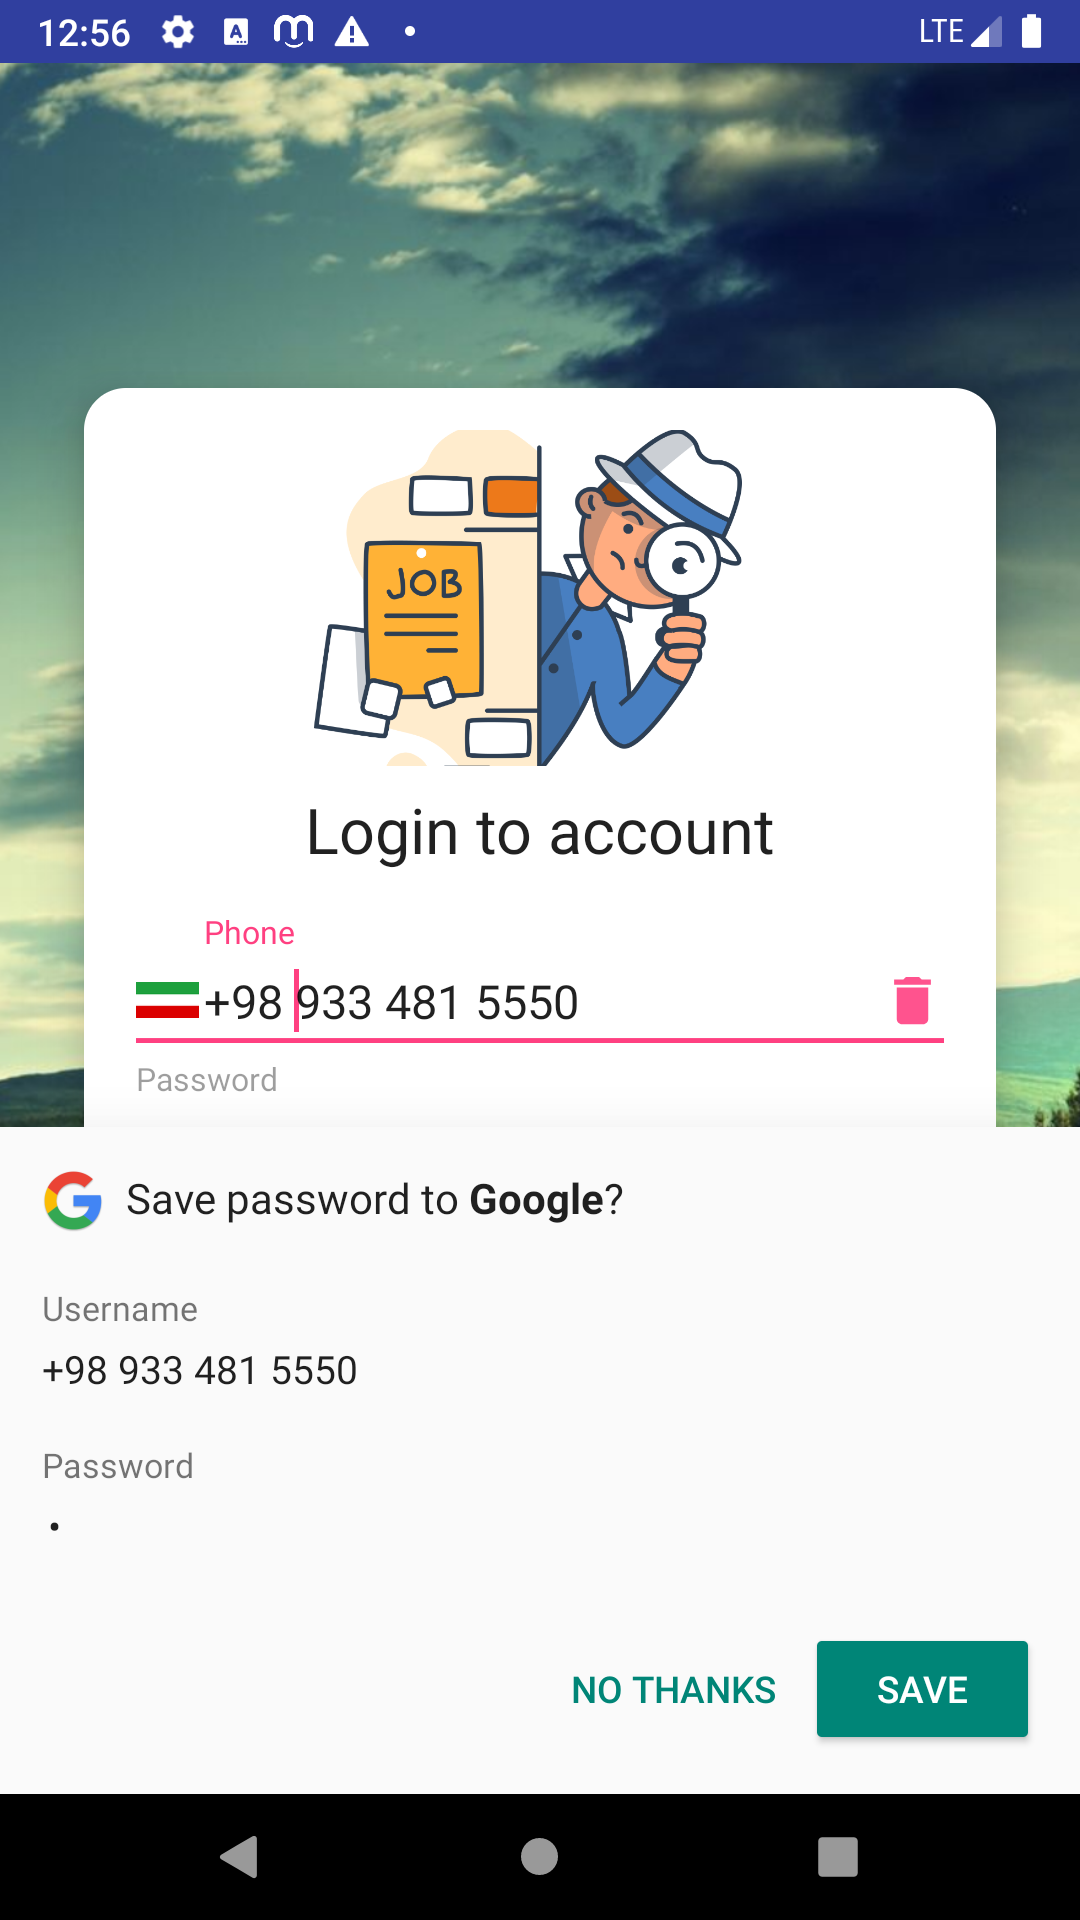 12:56
LTE
JOB
Login to account
Phone
+98 933 481 5550
Password
Save password to Google?
Username
+98 933 481 5550
Password
•
NO THANKS
SAVE